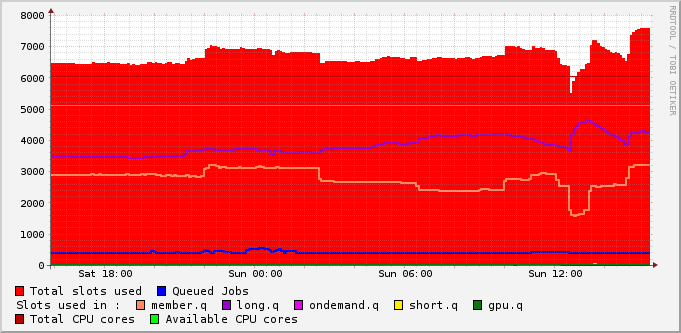 8000
7000
6000
5000
4000
3000
2000
1000
0
Sat 18:00 Sun 00:00 Sun 06:00 Sun 12:00
Total slots used Queued Jobs
Slots used in : member.q long.q ondemand.q short.q gpu.q
Total CPU cores Available CPU cores
RRDTOOL / TOBI OETIKER